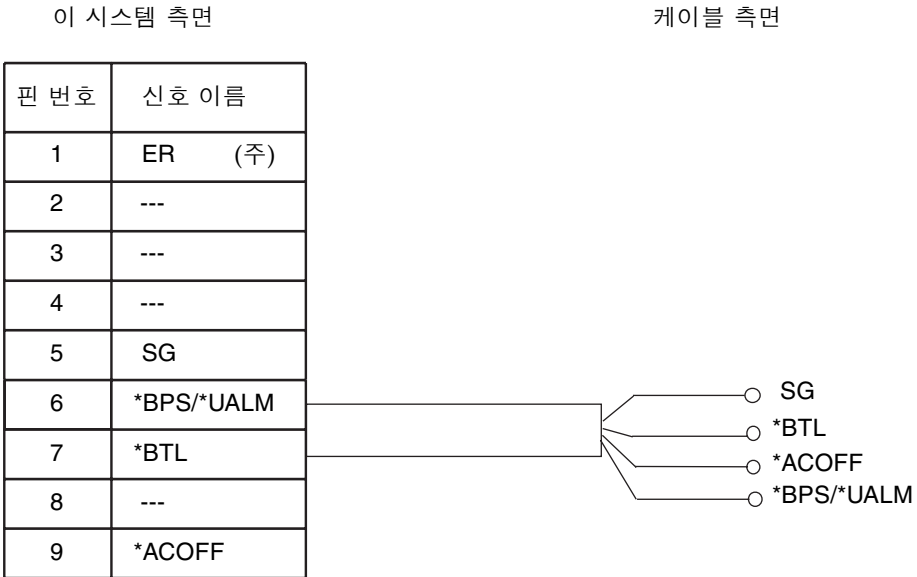 이 시스템 측면
케이블 측면
핀 번호 신호 이름
1 ER (주)
2 ---
3 ---
4 ---
5 SG
6 *BPS/*UALM
7 *BTL
8 ---
9 *ACOFF
SG
*BTL
*ACOFF
*BPS/*UALM